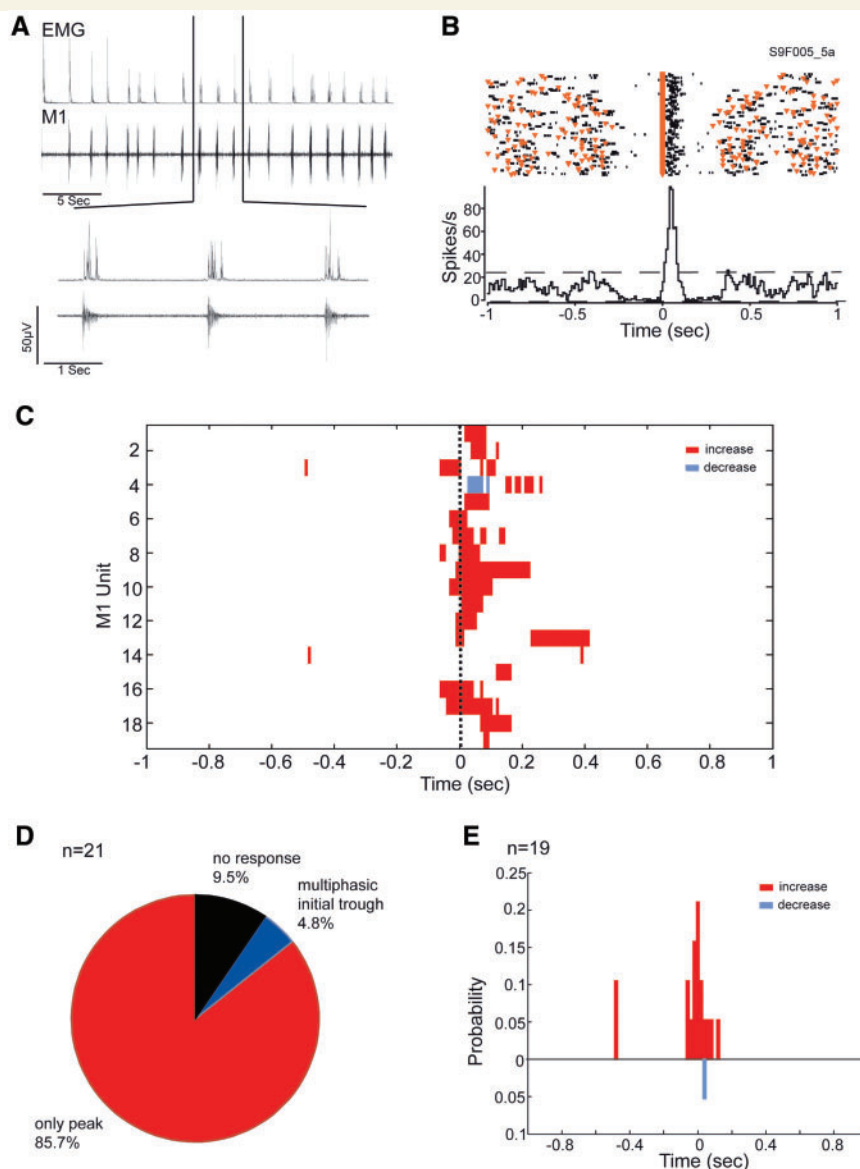 A
EMG
M1
5 Sec
50µV
1 Sec
B
S9F005_5a
80
60
40
20
0
Spikes/s
-1 -0.5 0 0.5 1
Time (sec)
C
2
4
6
8
10
12
14
16
18
M1 Unit
increase
decrease
-1 -0.8 -0.6 -0.4 -0.2 0 0.2 0.4 0.6 0.8 1
Time (sec)
D
n=21
no response
9.5%
multiphasic
initial trough
4.8%
only peak
85.7%
E
n=19
0.25
0.2
0.15
0.1
0.05
0
0.05
0.1
Probability
increase
decrease
-0.8 -0.4 0 0.4 0.8
Time (sec)